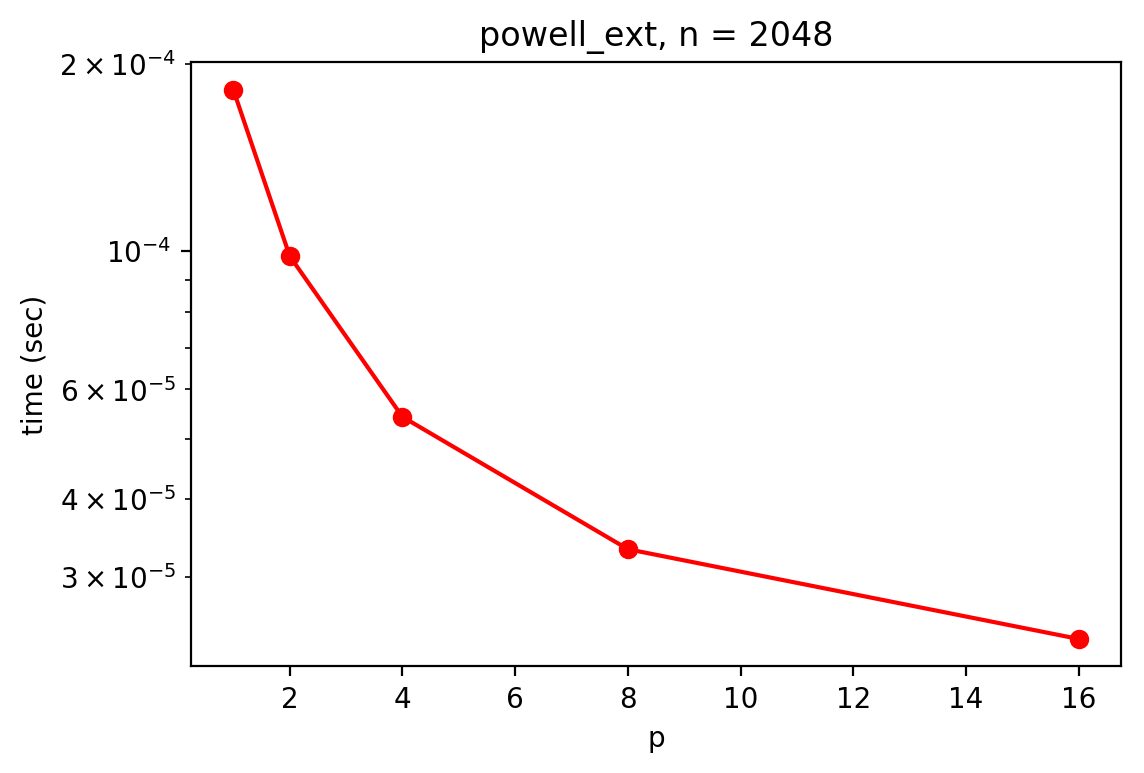 powell_ext, n = 2048
2 × 10⁻⁴
10⁻⁴
6 × 10⁻⁵
4 × 10⁻⁵
3 × 10⁻⁵
time (sec)
2 4 6 8 10 12 14 16
p